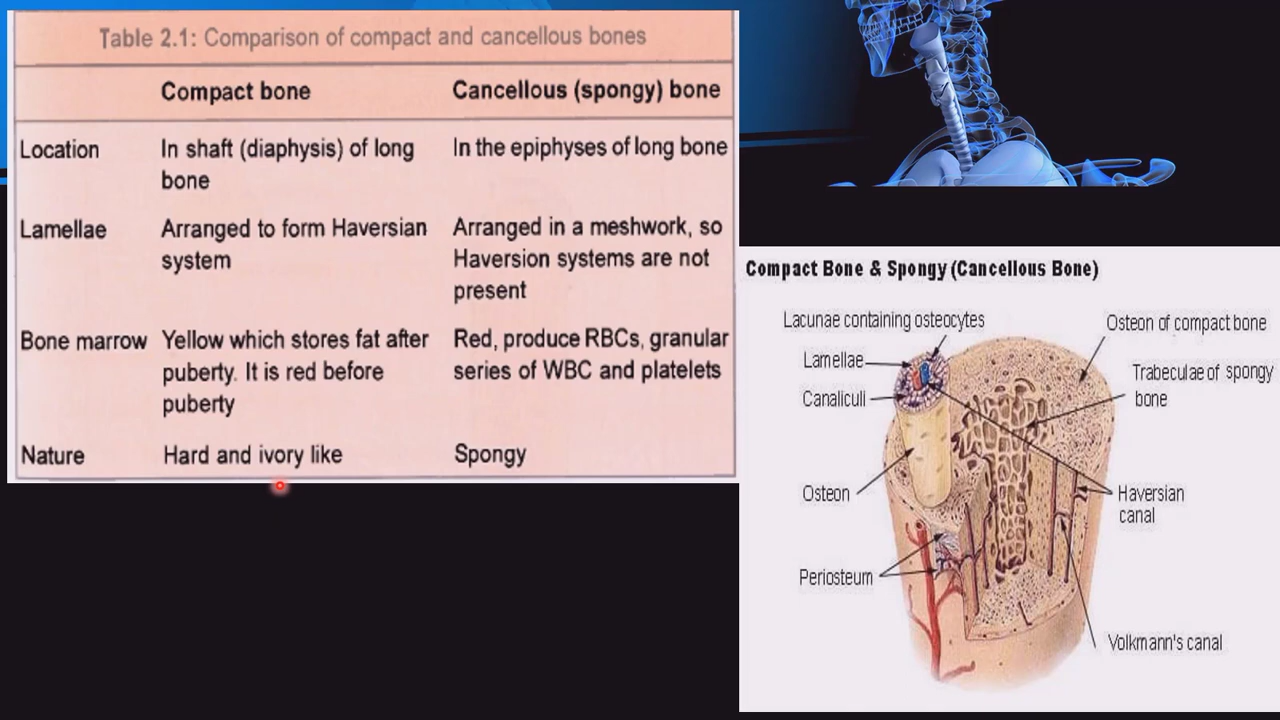 Table 2.1: Comparison of compact and cancellous bones
Compact bone
Cancellous (spongy) bone
Location
In shaft (diaphysis) of long
bone
In the epiphyses of long bone
Lamellae
Arranged to form Haversian
system
Arranged in a meshwork, so
Haversion systems are not
present
Bone marrow
Yellow which stores fat after
puberty. It is red before
puberty
Red, produce RBCs, granular
series of WBC and platelets
Nature
Hard and ivory like
Spongy
Compact Bone & Spongy (Cancellous Bone)
Lacunae containing osteocytes
Lamellae
Canaliculi
Osteon
Periosteum
Osteon of compact bone
Trabeculae of spongy
bone
Haversian
canal
Volkmann's canal